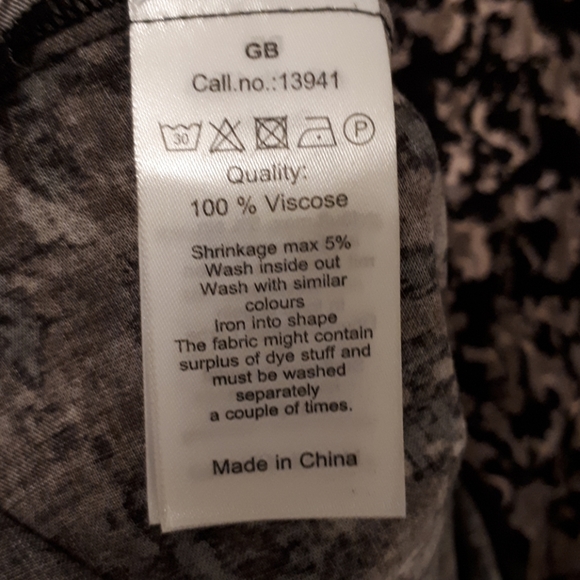 GB
Call.no.:13941
30 P
Quality:
100 % Viscose
Shrinkage max 5%
Wash inside out
Wash with similar
colours
Iron into shape
The fabric might contain
surplus of dye stuff and
must be washed
separately
a couple of times.
Made in China